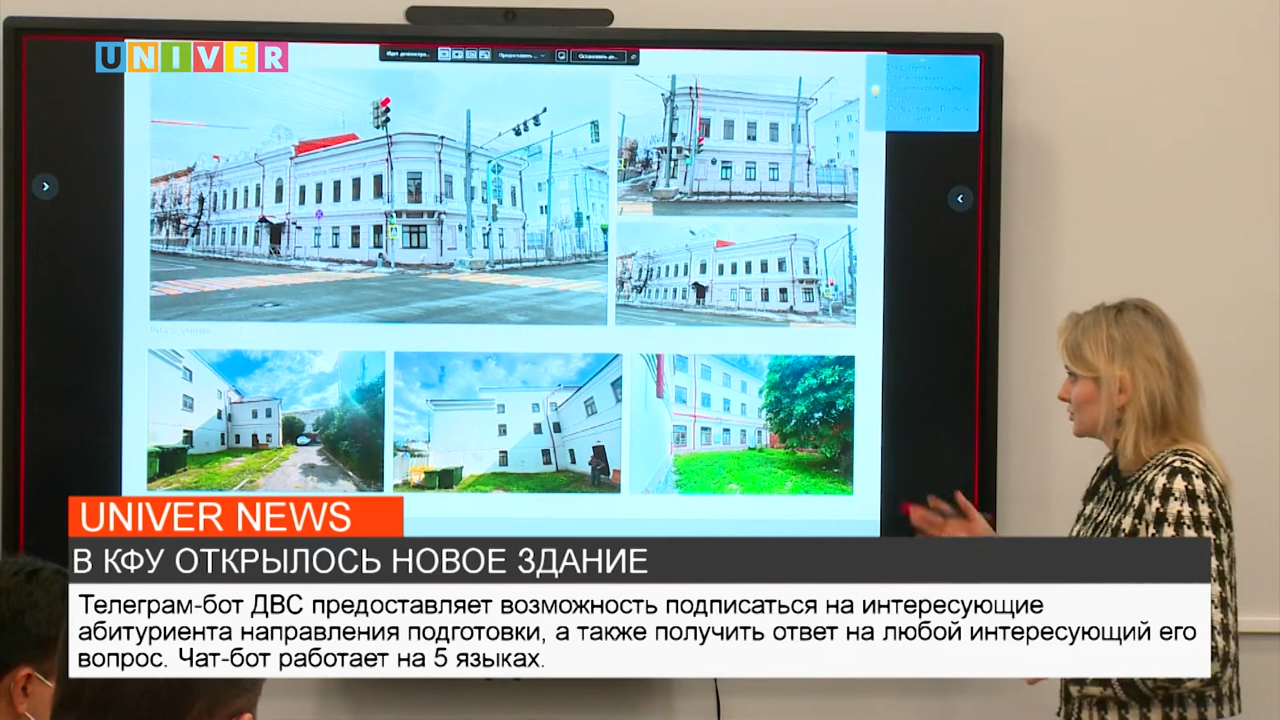 UNIVER
UNIVER NEWS
В КФУ ОТКРЫЛОСЬ НОВОЕ ЗДАНИЕ
Телеграм-бот ДВС предоставляет возможность подписаться на интересующие
абитуриента направления подготовки, а также получить ответ на любой интересующий его
вопрос. Чат-бот работает на 5 языках.